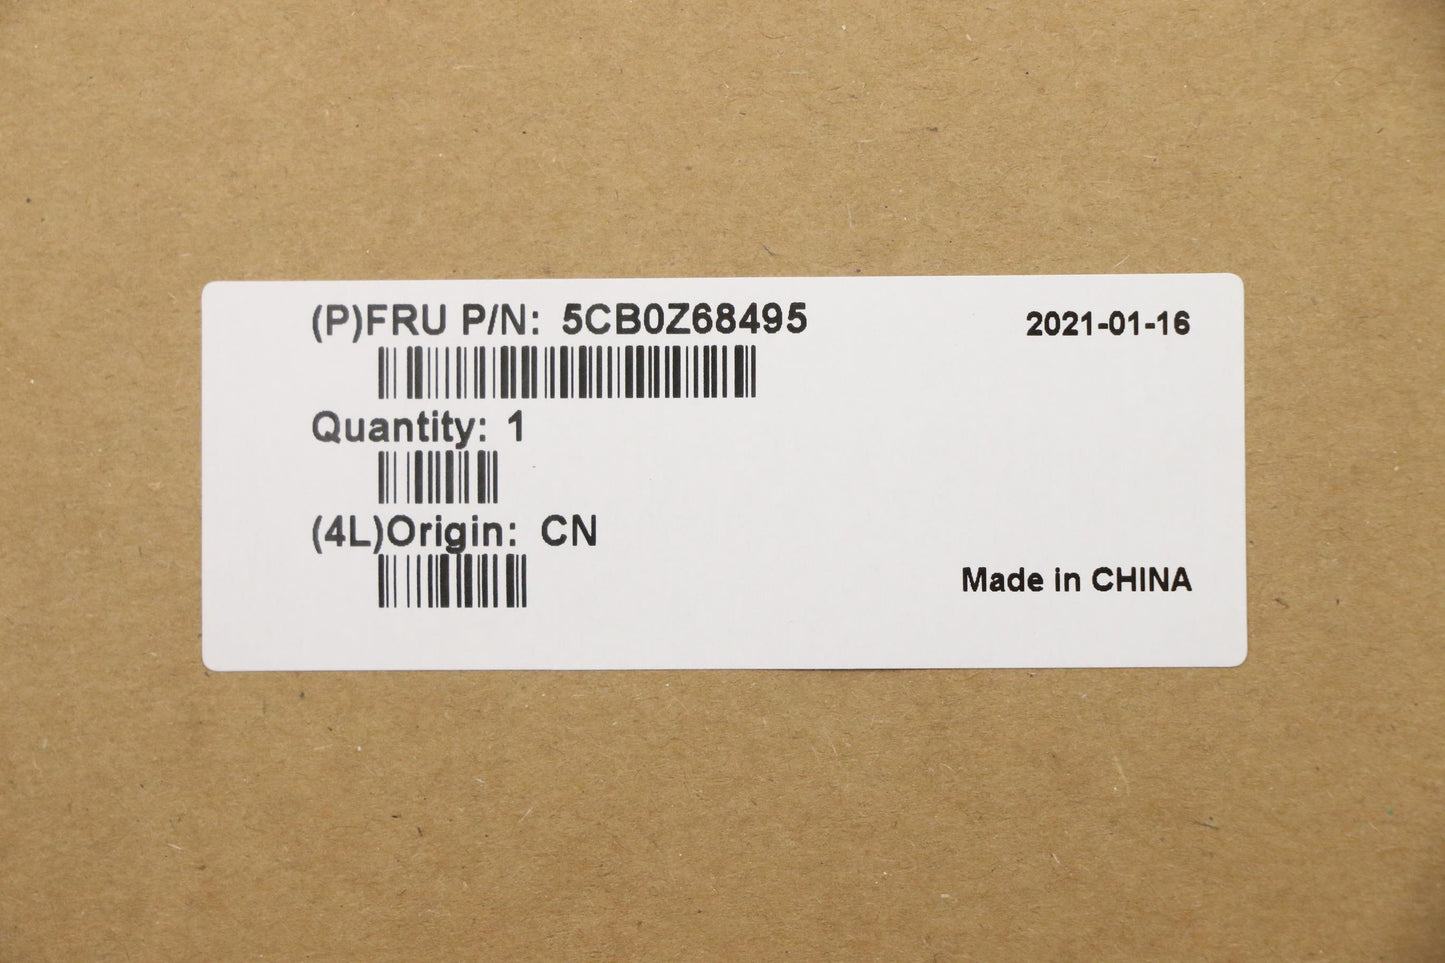 (P)FRU P/N: 5CB0Z68495
2021-01-16
Quantity: 1
(4L)Origin: CN
Made in CHINA